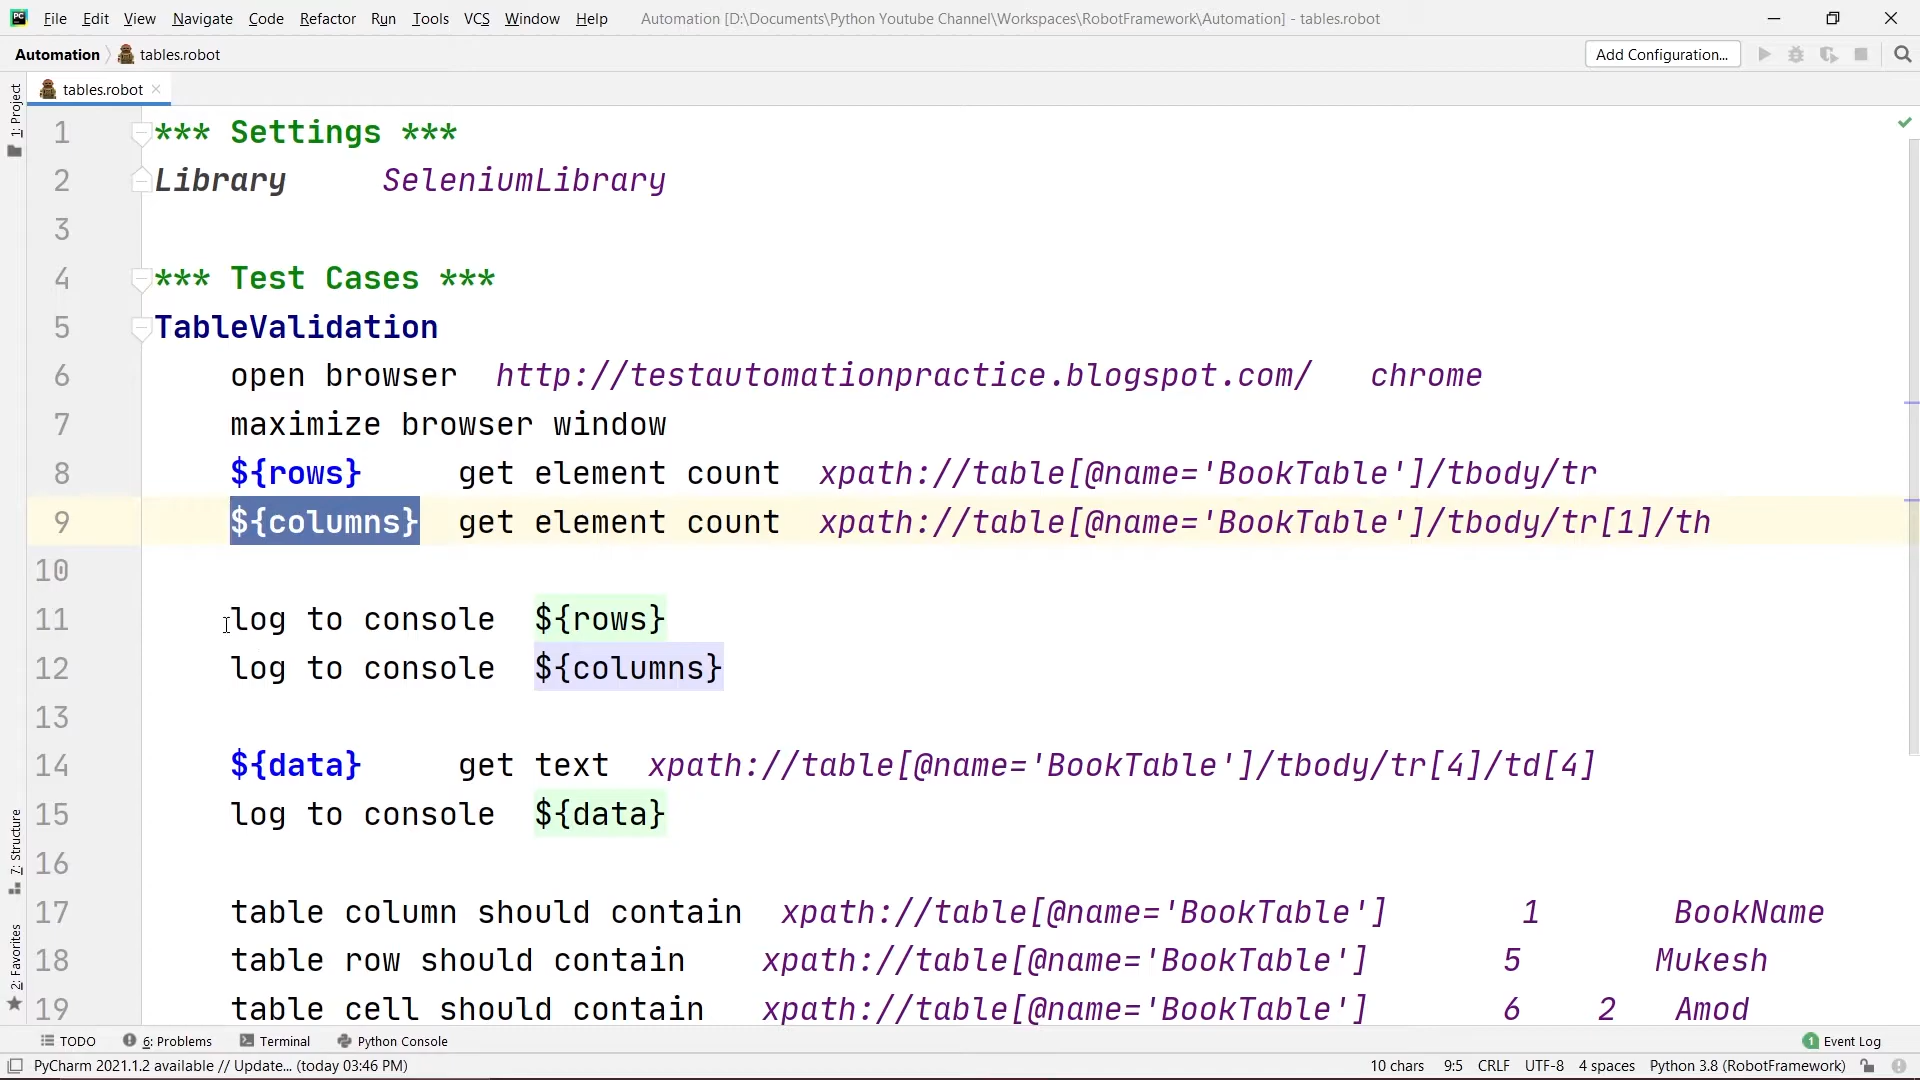 PC File Edit View Navigate Code Refactor Run Tools VCS Window Help Automation [D:\Documents\Python Youtube Channel\Workspaces\RobotFramework\Automation] - tables.robot
Automation tables.robot Add Configuration...
1: Project
tables.robot
1 *** Settings ***
2 Library SeleniumLibrary
3
4 *** Test Cases ***
5 TableValidation
6 open browser http://testautomationpractice.blogspot.com/ chrome
7 maximize browser window
8 ${rows} get element count xpath://table[@name='BookTable']/tbody/tr
9 ${columns} get element count xpath://table[@name='BookTable']/tbody/tr[1]/th
10
11 log to console ${rows}
12 log to console ${columns}
13
14 ${data} get text xpath://table[@name='BookTable']/tbody/tr[4]/td[4]
15 log to console ${data}
16
17 table column should contain xpath://table[@name='BookTable'] 1 BookName
18 table row should contain xpath://table[@name='BookTable'] 5 Mukesh
19 table cell should contain xpath://table[@name='BookTable'] 6 2 Amod
7: Structure
2: Favorites
TODO 6: Problems Terminal Python Console 1 Event Log
PyCharm 2021.1.2 available // Update... (today 03:46 PM) 10 chars 9:5 CRLF UTF-8 4 spaces Python 3.8 (RobotFramework)